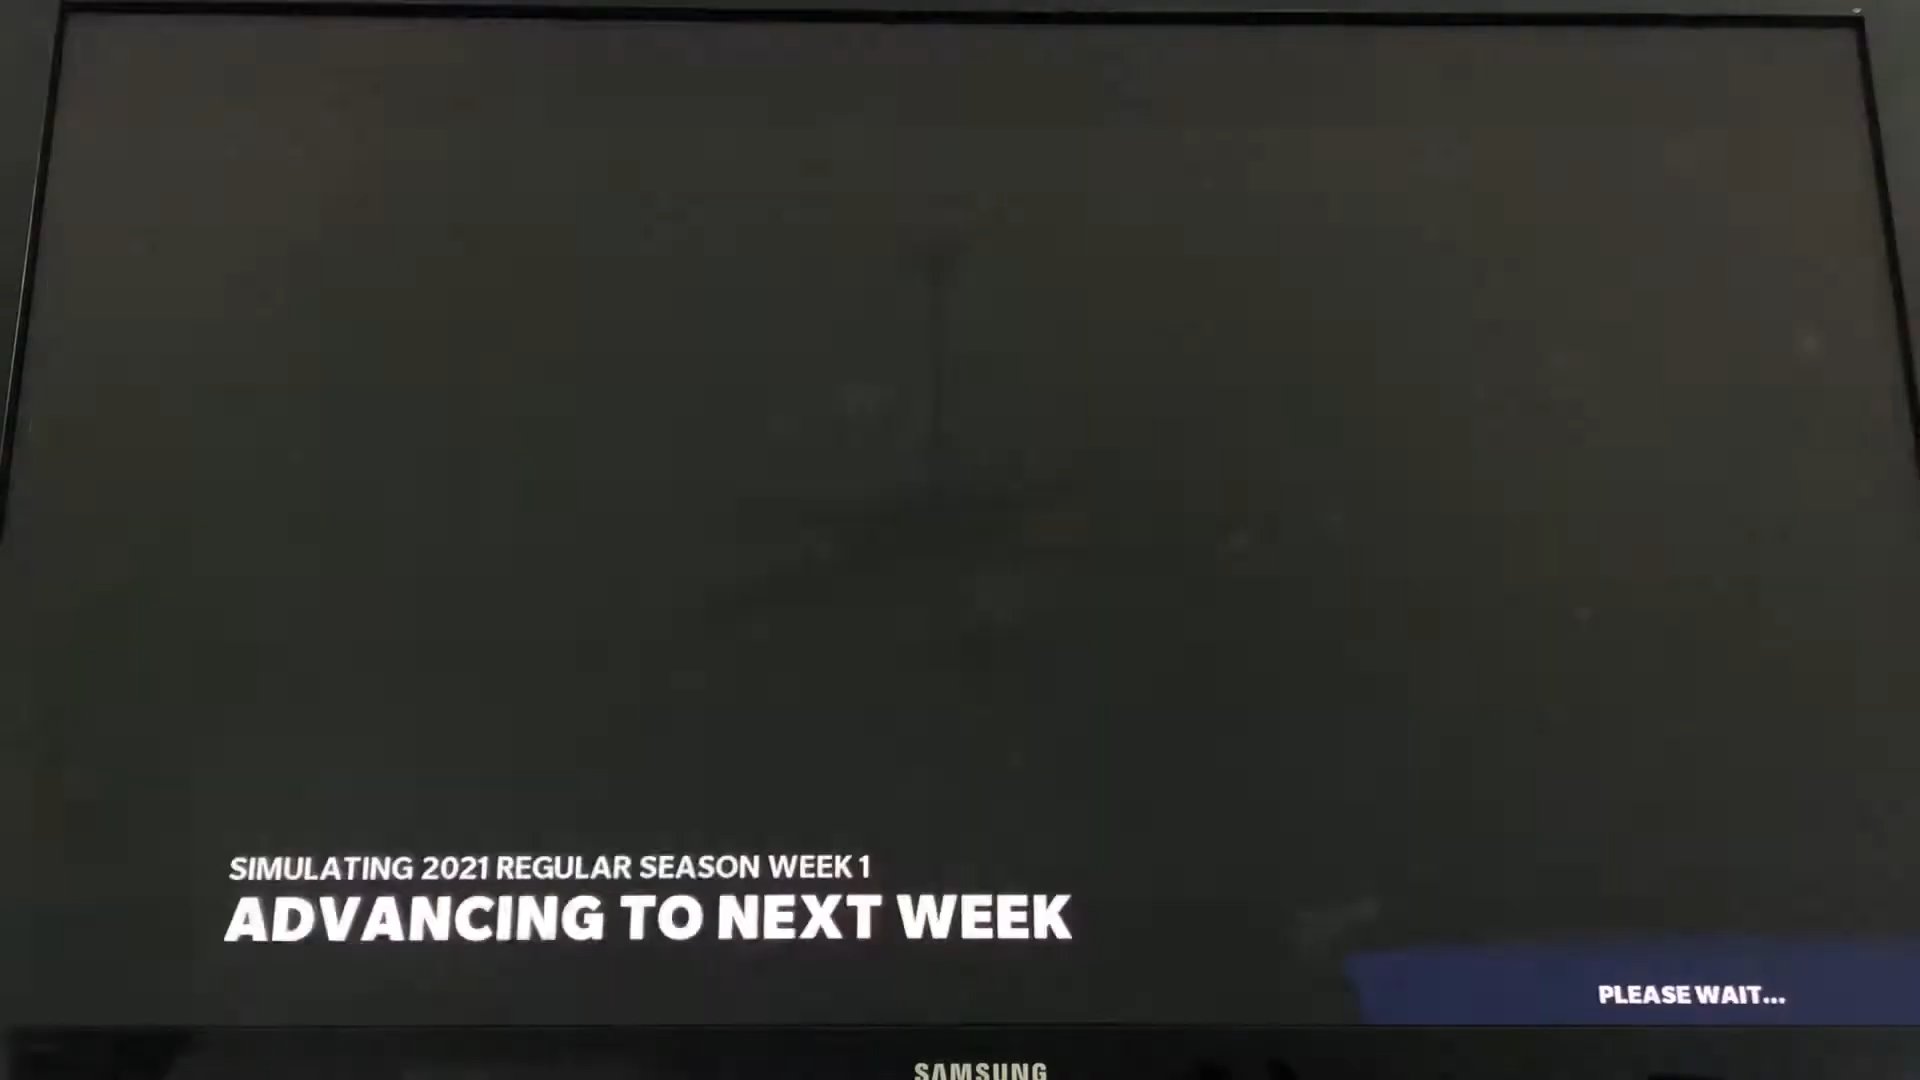 SIMULATING 2021 REGULAR SEASON WEEK 1
ADVANCING TO NEXT WEEK
PLEASE WAIT...
SAMSUNG